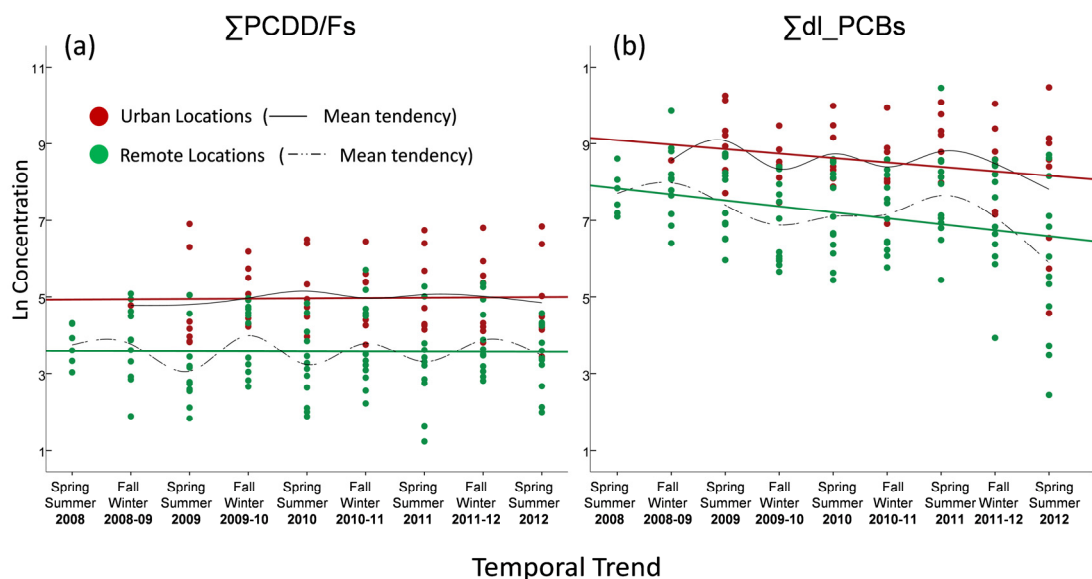 ∑PCDD/Fs
∑dl_PCBs
(a)
(b)
Urban Locations (— Mean tendency)
Remote Locations (-·-·- Mean tendency)
Ln Concentration
11
9
7
5
3
1
1
9
7
5
3
1
Spring Fall Spring Fall Spring Fall Spring Fall Spring
Summer Winter Summer Winter Summer Winter Summer Winter Summer
2008 2008-09 2009 2009-10 2010 2010-11 2011 2011-12 2012
Spring Fall Spring Fall Spring Fall Spring Fall Spring
Summer Winter Summer Winter Summer Winter Summer Winter Summer
2008 2008-09 2009 2009-10 2010 2010-11 2011 2011-12 2012
Temporal Trend